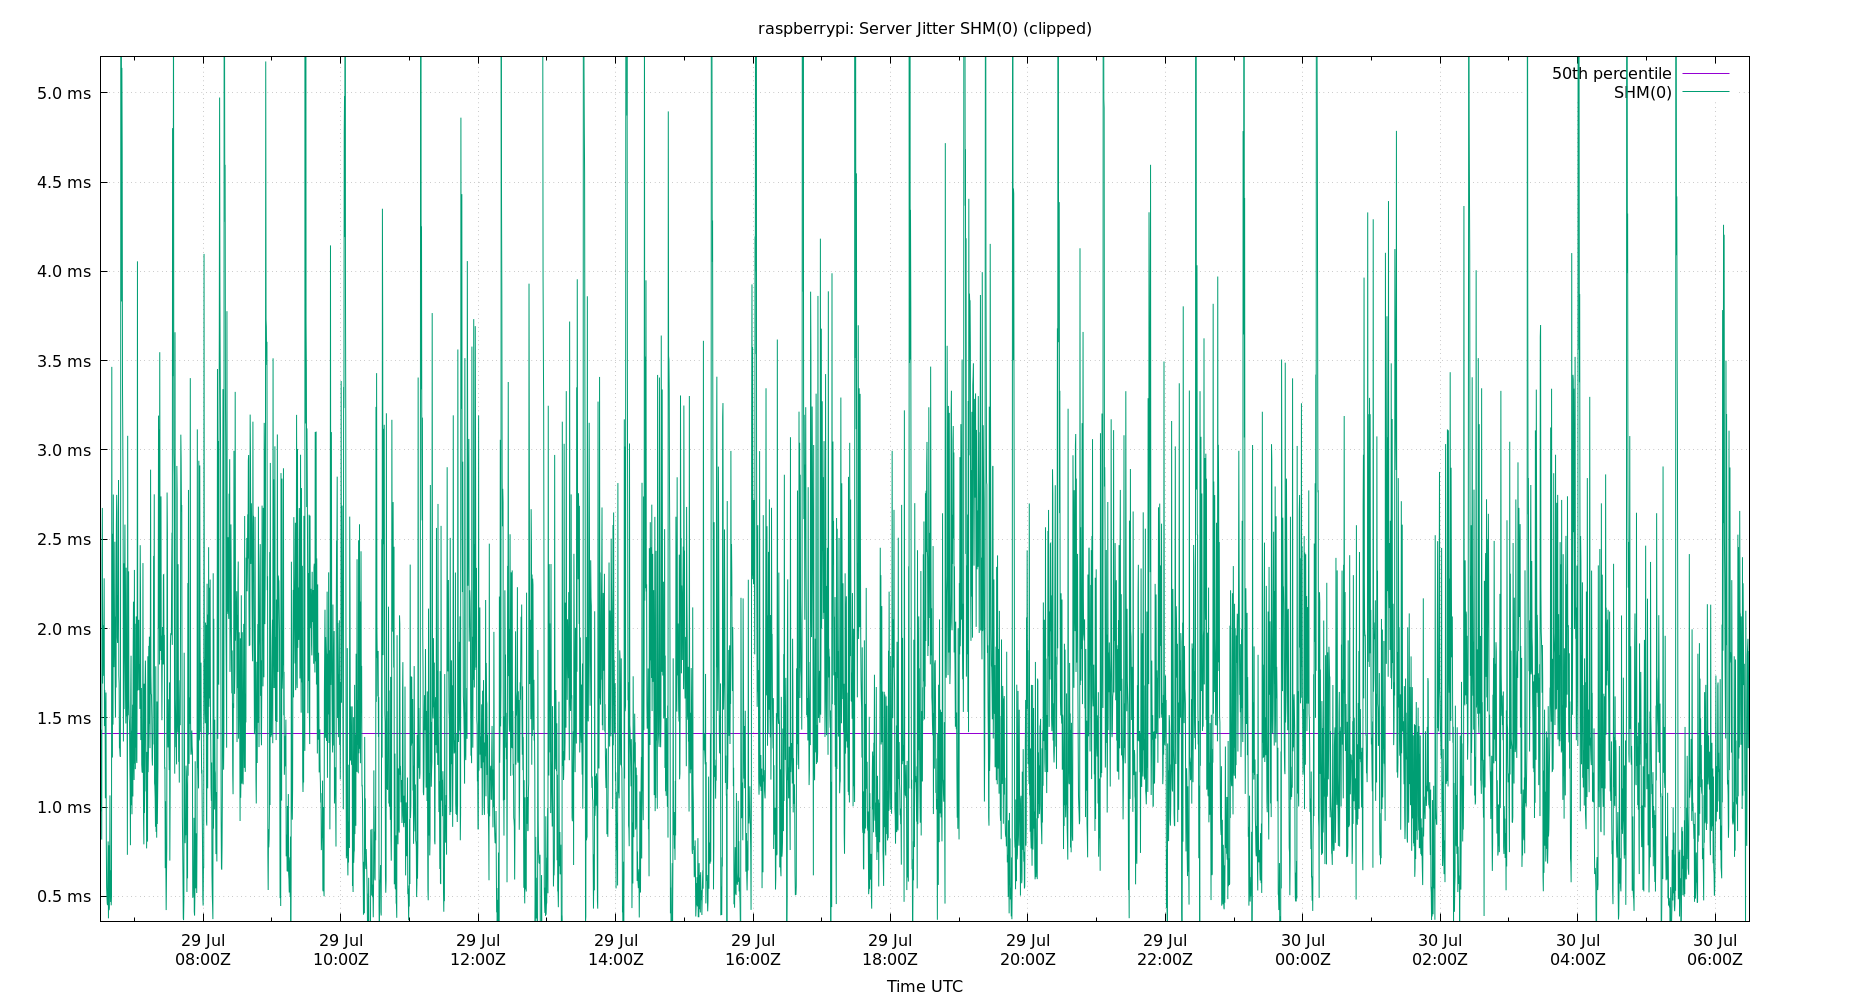 raspberrypi: Server Jitter SHM(0) (clipped)
50th percentile
SHM(0)
5.0 ms
4.5 ms
4.0 ms
3.5 ms
3.0 ms
2.5 ms
2.0 ms
1.5 ms
1.0 ms
0.5 ms
29 Jul 29 Jul 29 Jul 29 Jul 29 Jul 29 Jul 29 Jul 29 Jul 30 Jul 30 Jul 30 Jul 30 Jul
08:00Z 10:00Z 12:00Z 14:00Z 16:00Z 18:00Z 20:00Z 22:00Z 00:00Z 02:00Z 04:00Z 06:00Z
Time UTC